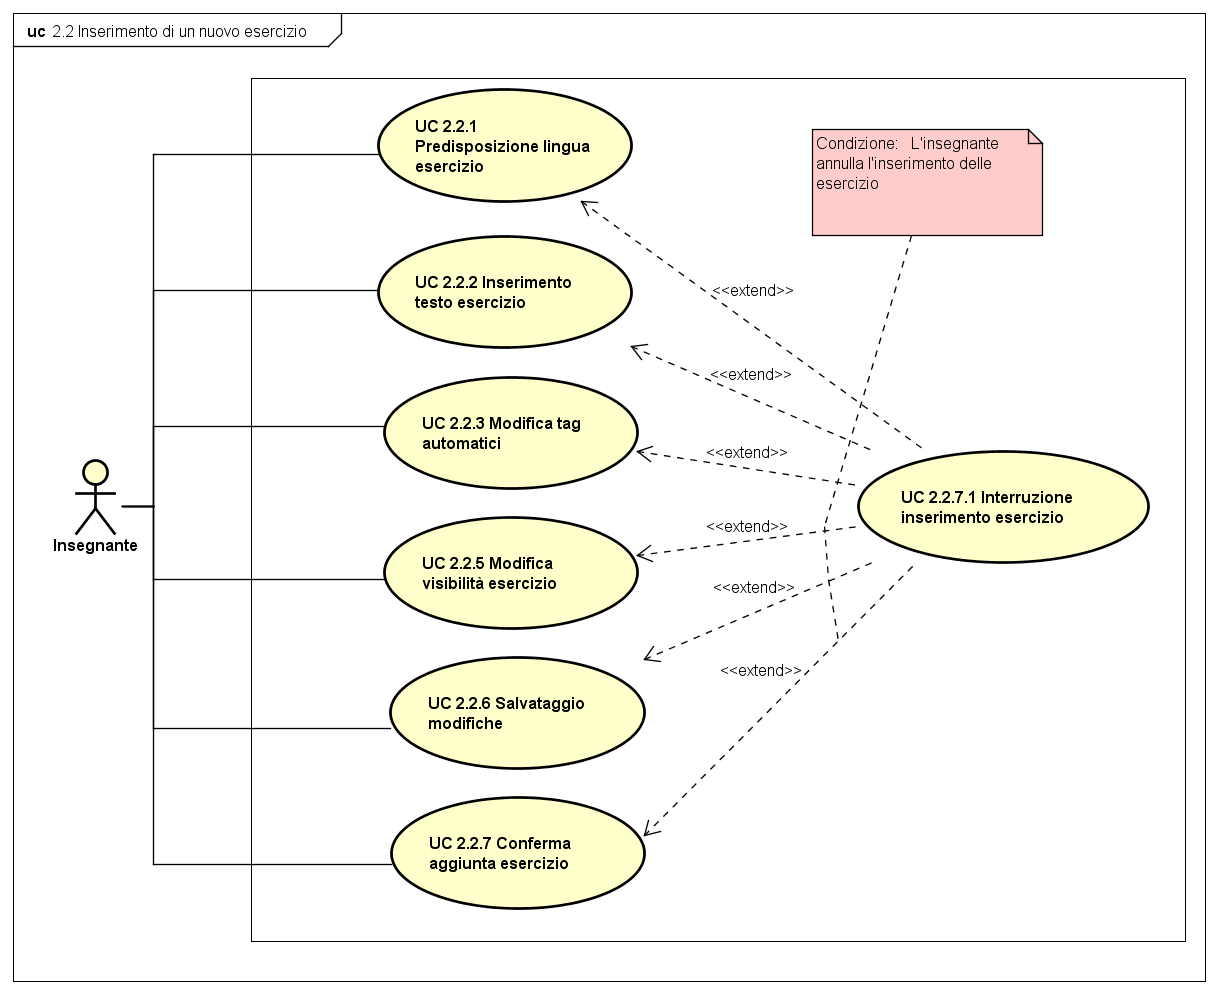 uc 2.2 Inserimento di un nuovo esercizio
UC 2.2.1
Predisposizione lingua
esercizio
Condizione: L'insegnante
annulla l'inserimento delle
esercizio
UC 2.2.2 Inserimento
testo esercizio
<<extend>>
<<extend>>
UC 2.2.3 Modifica tag
automatici
<<extend>>
UC 2.2.7.1 Interruzione
inserimento esercizio
Insegnante
<<extend>>
UC 2.2.5 Modifica
visibilità esercizio
<<extend>>
<<extend>>
UC 2.2.6 Salvataggio
modifiche
UC 2.2.7 Conferma
aggiunta esercizio